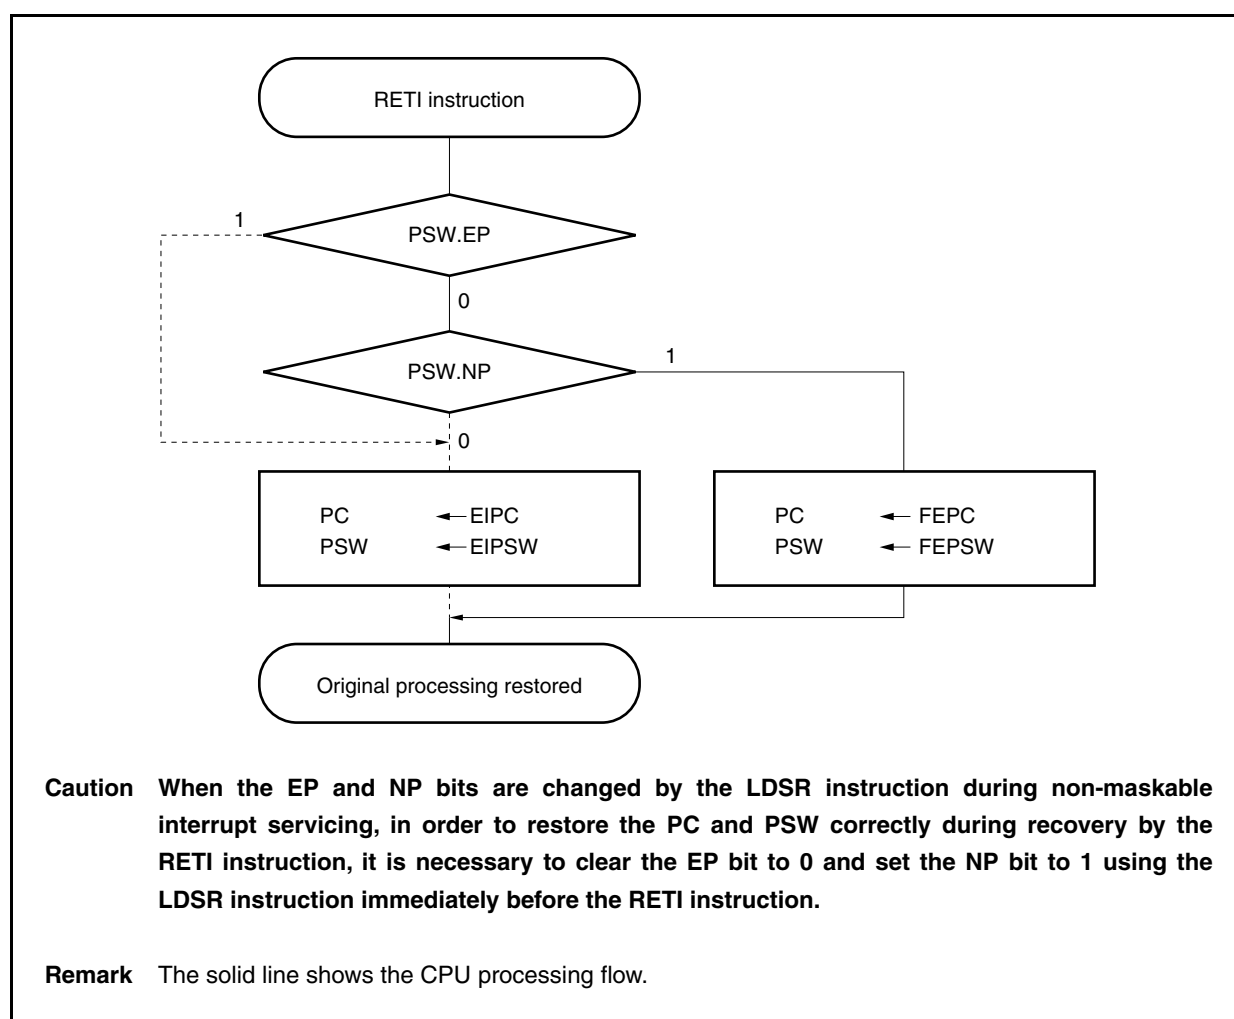 RETI instruction
1
PSW.EP
0
PSW.NP
1
0
PC EIPC
PSW EIPSW
PC FEPC
PSW FEPSW
Original processing restored
Caution When the EP and NP bits are changed by the LDSR instruction during non-maskable
interrupt servicing, in order to restore the PC and PSW correctly during recovery by the
RETI instruction, it is necessary to clear the EP bit to 0 and set the NP bit to 1 using the
LDSR instruction immediately before the RETI instruction.
Remark The solid line shows the CPU processing flow.